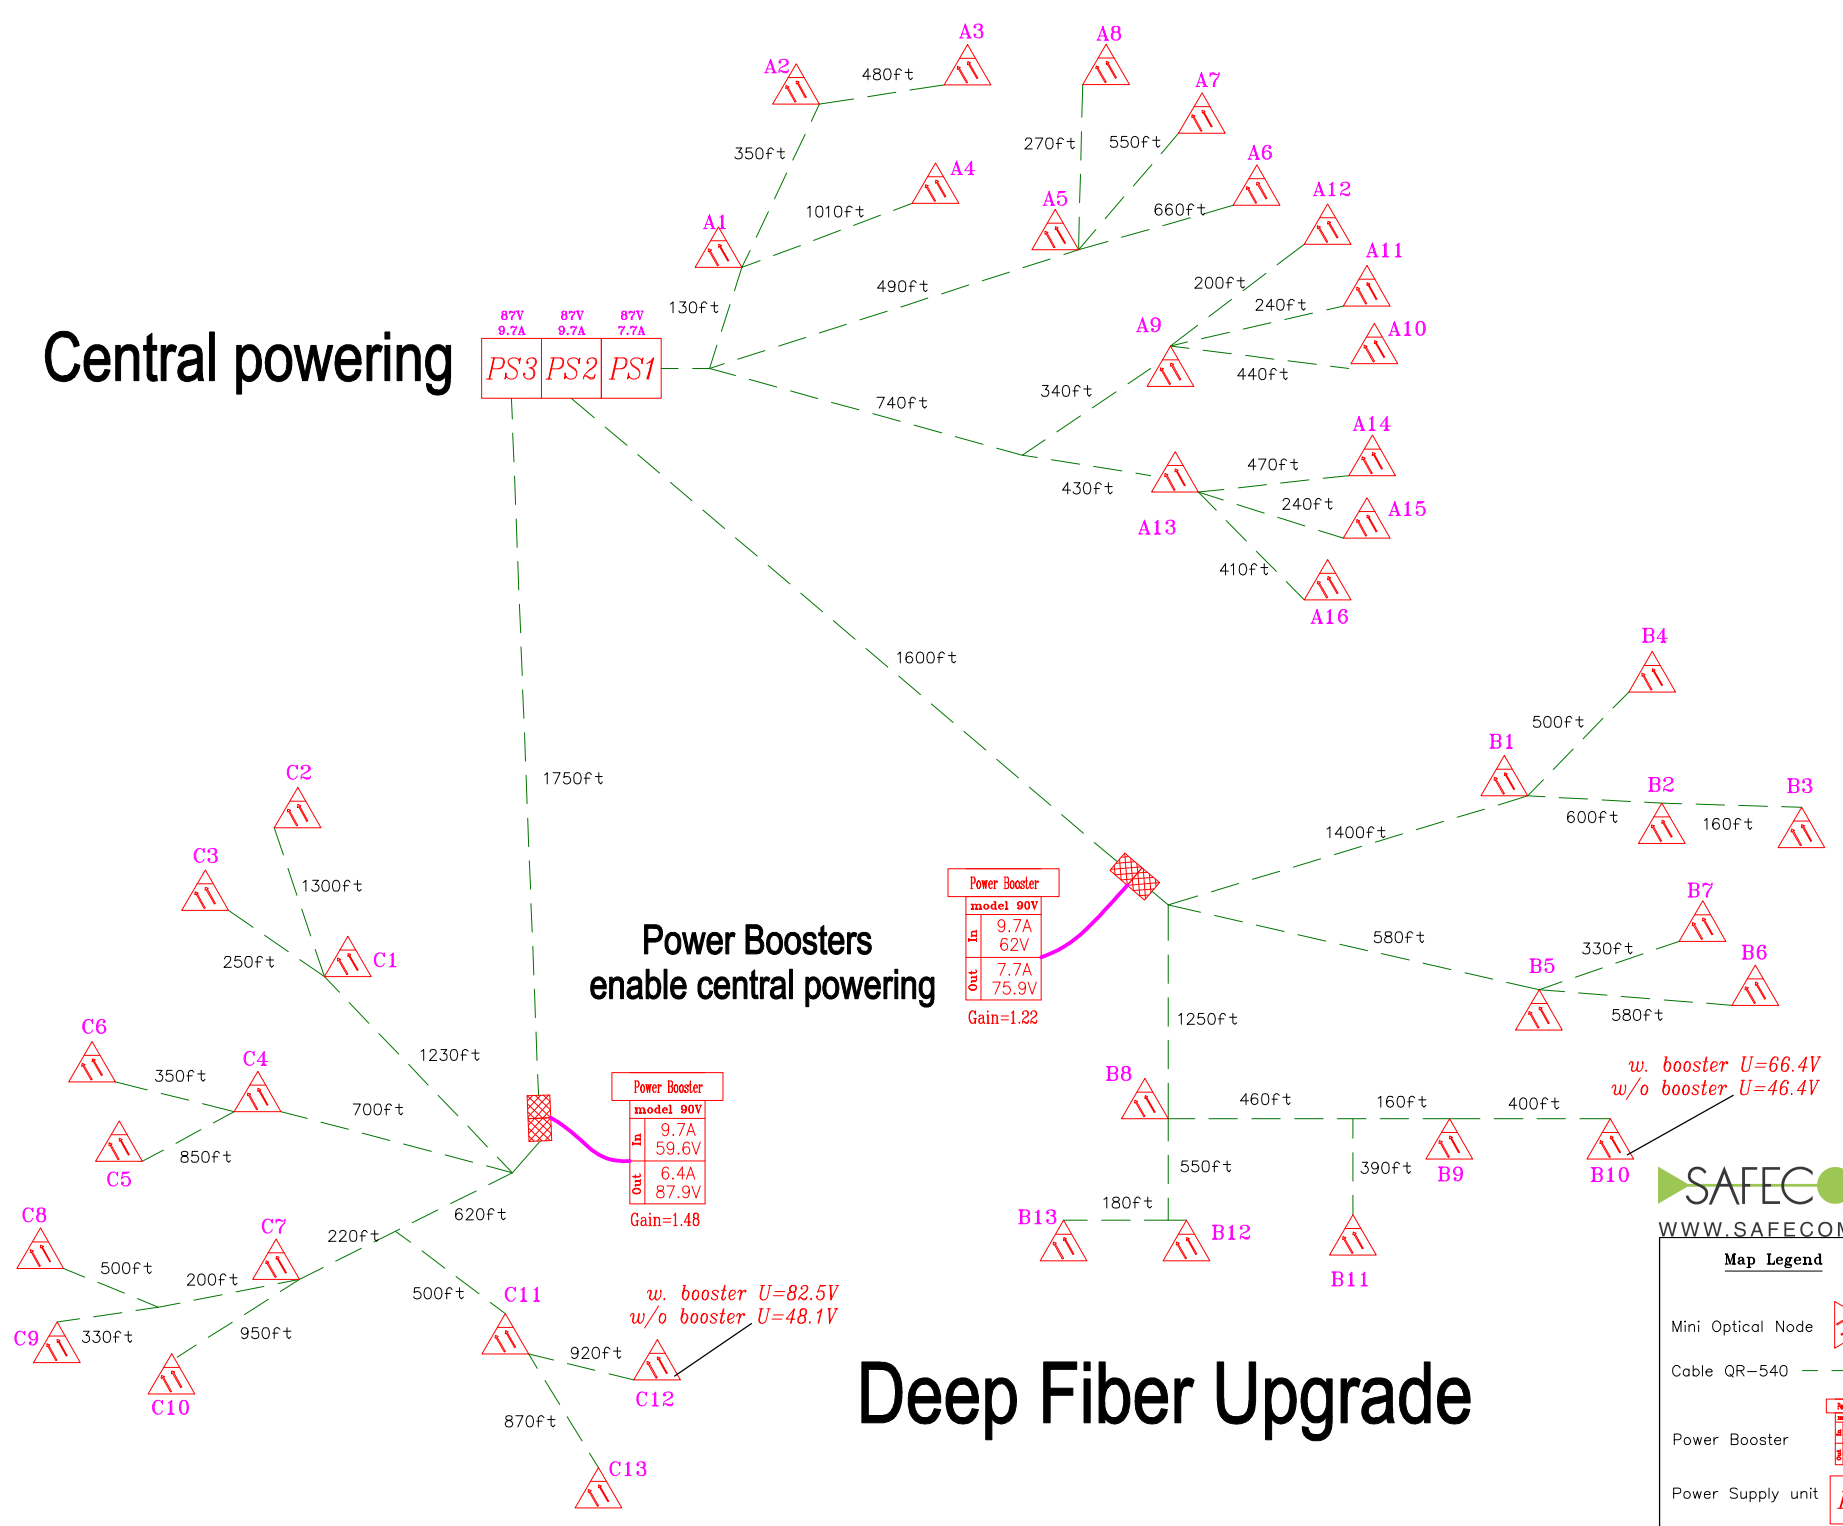 A3
A8
A2
480ft
A7
350ft
270ft
550ft
A6
A4
A12
1010ft
A5
660ft
A1
A11
490ft
200ft
240ft
130ft
A9
A10
87V
9.7A
87V
9.7A
87V
7.7A
Central powering
PS3
PS2
PS1
440ft
340ft
740ft
A14
470ft
430ft
240ft
A15
A13
410ft
A16
1600ft
B4
500ft
B1
1750ft
C2
B2
B3
600ft
160ft
1400ft
C3
1300ft
Power Booster
model 90V
In
9.7A
62V
Out
7.7A
75.9V
Gain=1.22
B7
Power Boosters
enable central powering
580ft
330ft
250ft
C1
B5
B6
580ft
1250ft
C6
C4
1230ft
350ft
700ft
850ft
C5
Power Booster
model 90V
In
9.7A
59.6V
Out
6.4A
87.9V
Gain=1.48
w. booster U=66.4V
w/o booster U=46.4V
B8
460ft
160ft
400ft
550ft
390ft
B9
B10
180ft
B13
B12
B11
SAFEC
WWW.SAFECOM
C8
C7
620ft
220ft
500ft
200ft
500ft
C11
w. booster U=82.5V
w/o booster U=48.1V
C9
330ft
950ft
920ft
C10
C12
870ft
C13
Deep Fiber Upgrade
Map Legend
Mini Optical Node
Cable QR-540
Power Booster
Power Supply unit